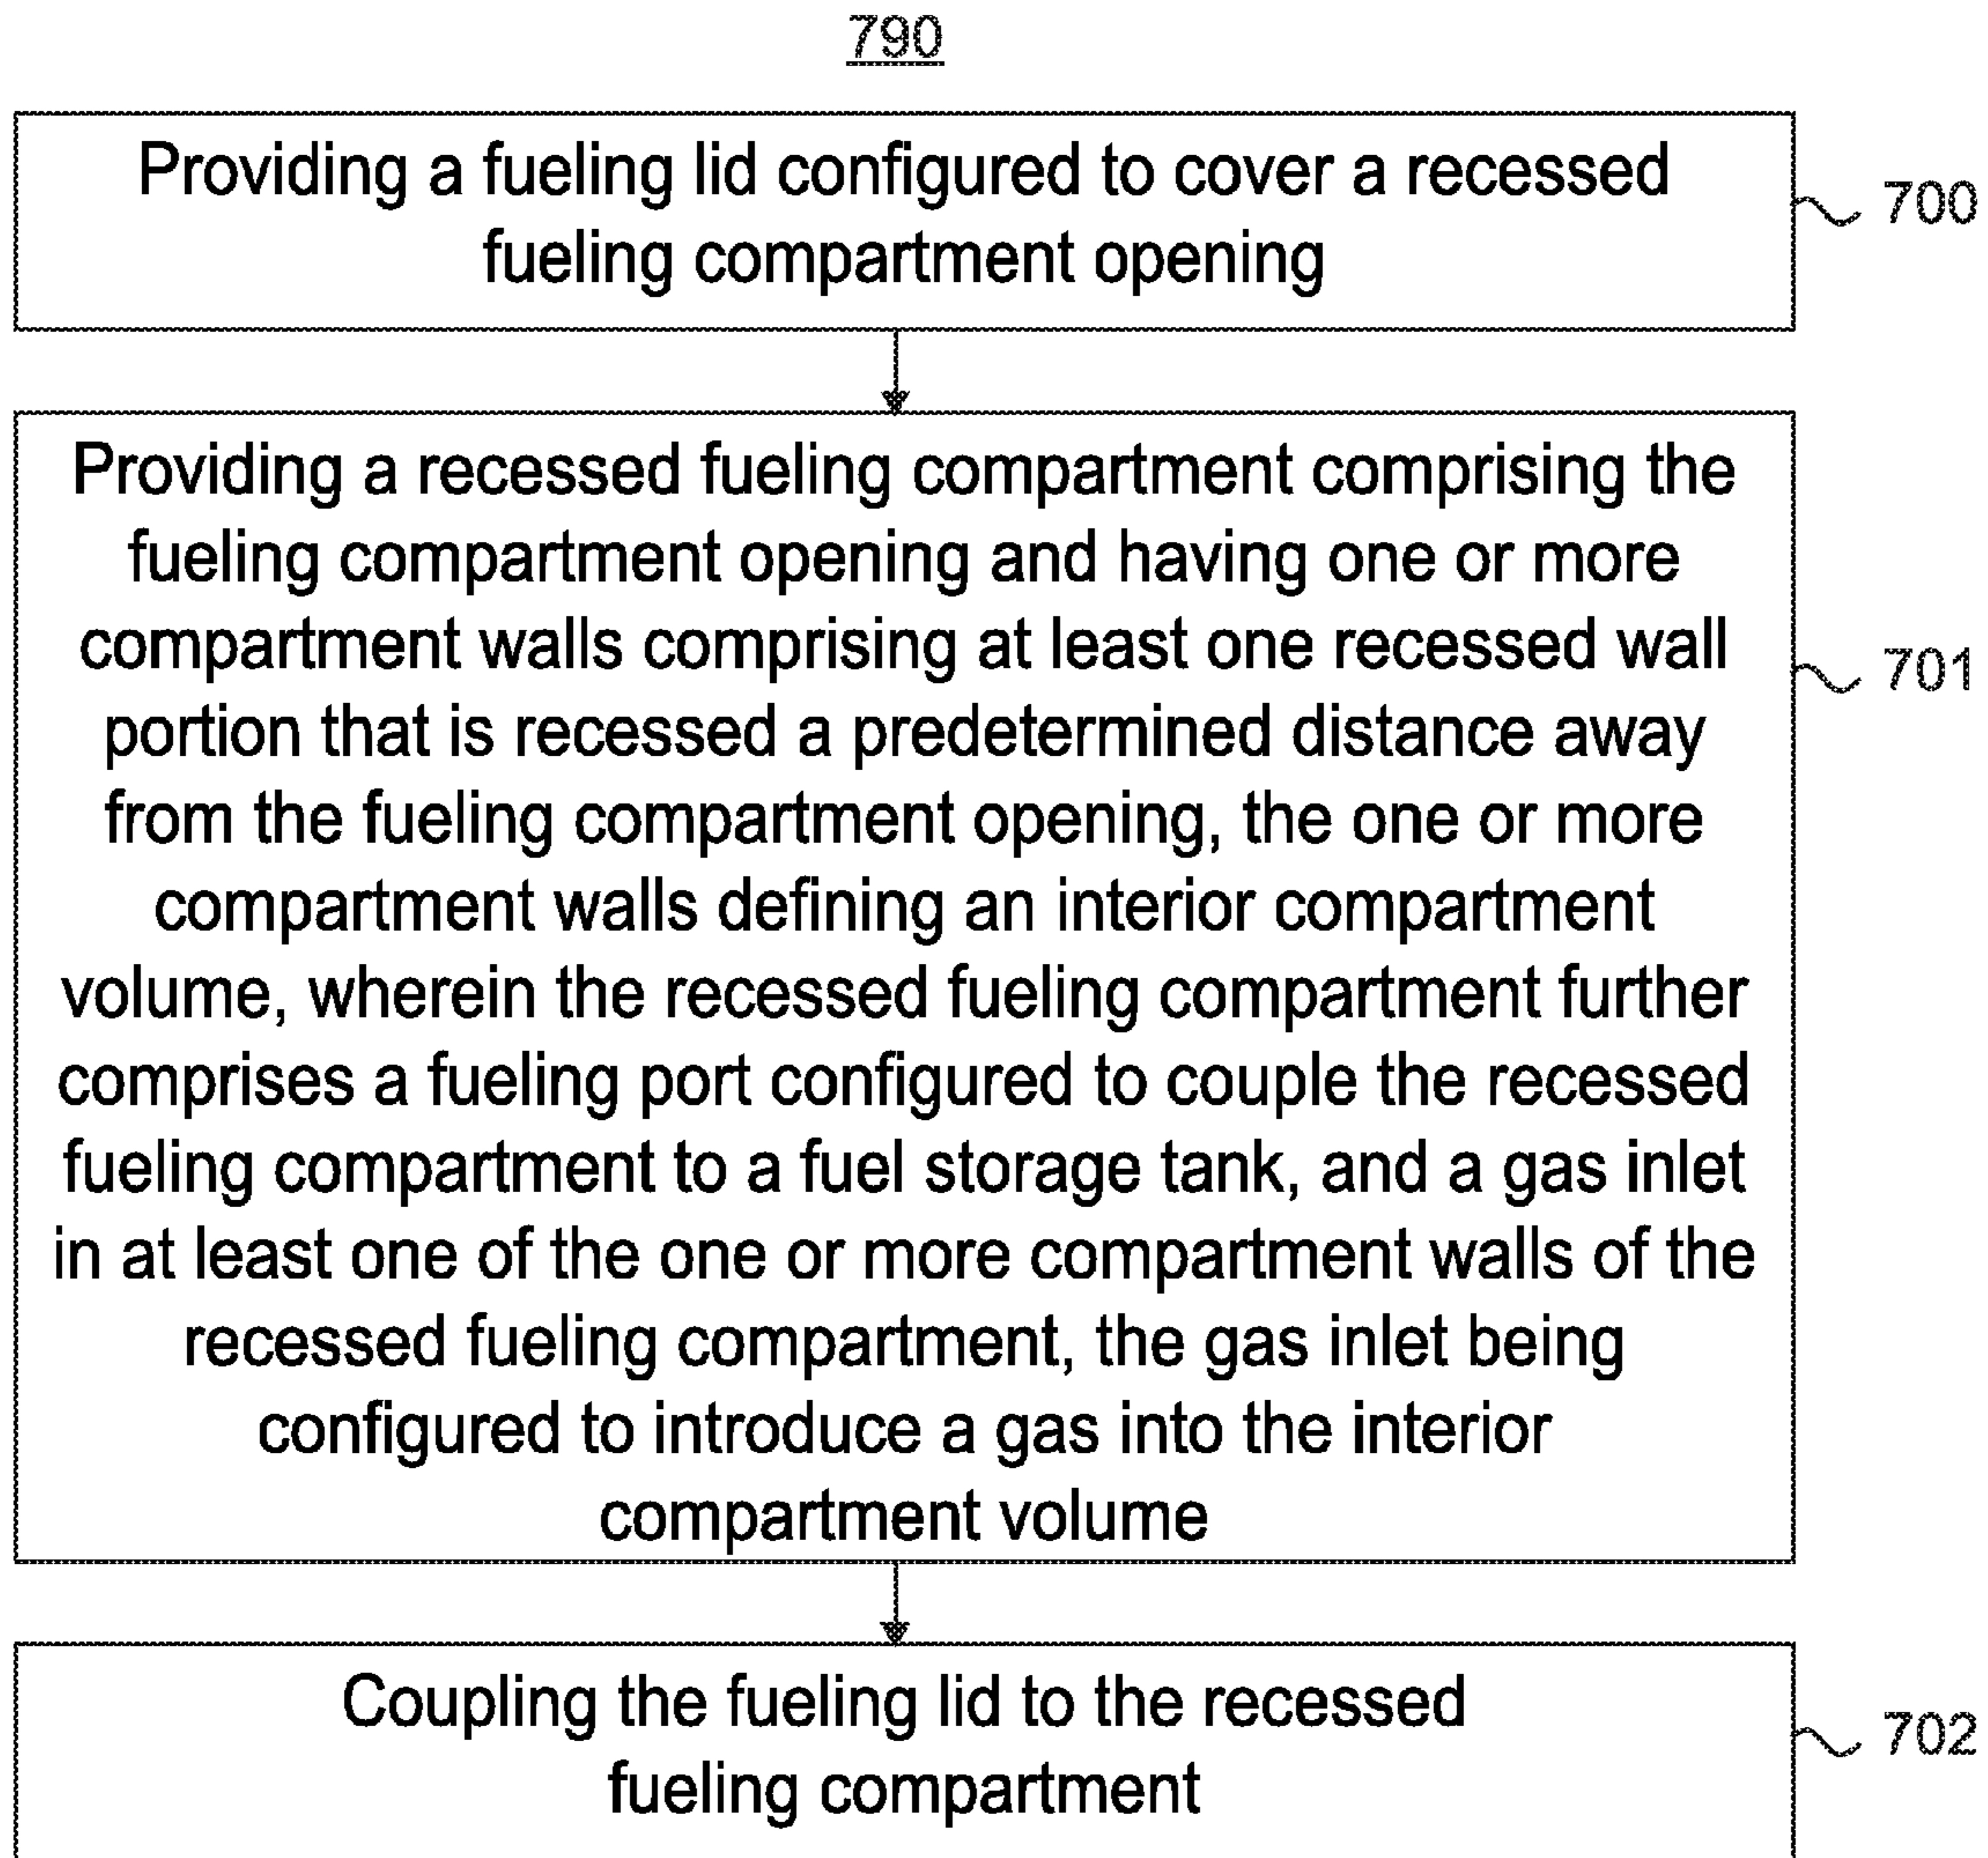 790
Providing a fueling lid configured to cover a recessed
fueling compartment opening
700
Providing a recessed fueling compartment comprising the
fueling compartment opening and having one or more
compartment walls comprising at least one recessed wall
portion that is recessed a predetermined distance away
from the fueling compartment opening, the one or more
compartment walls defining an interior compartment
volume, wherein the recessed fueling compartment further
comprises a fueling port configured to couple the recessed
fueling compartment to a fuel storage tank, and a gas inlet
in at least one of the one or more compartment walls of the
recessed fueling compartment, the gas inlet being
configured to introduce a gas into the interior
compartment volume
701
Coupling the fueling lid to the recessed
fueling compartment
702